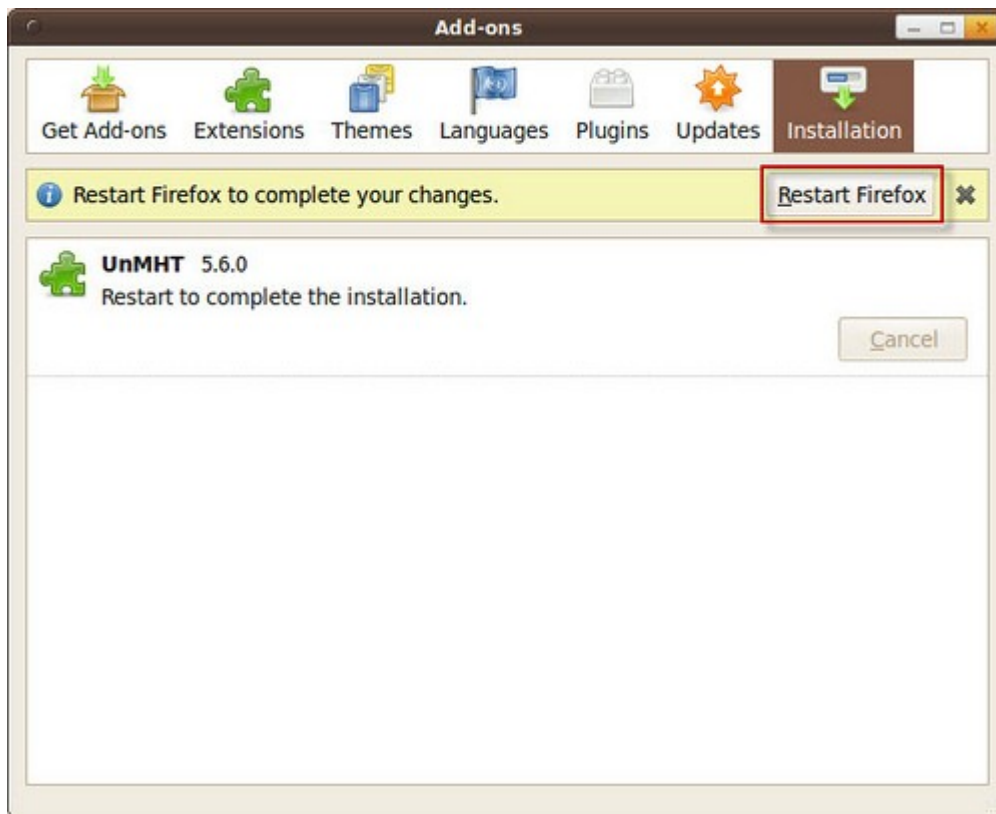 Add-ons
Get Add-ons Extensions Themes Languages Plugins Updates Installation
Restart Firefox to complete your changes. Restart Firefox
UnMHT 5.6.0
Restart to complete the installation.
Cancel